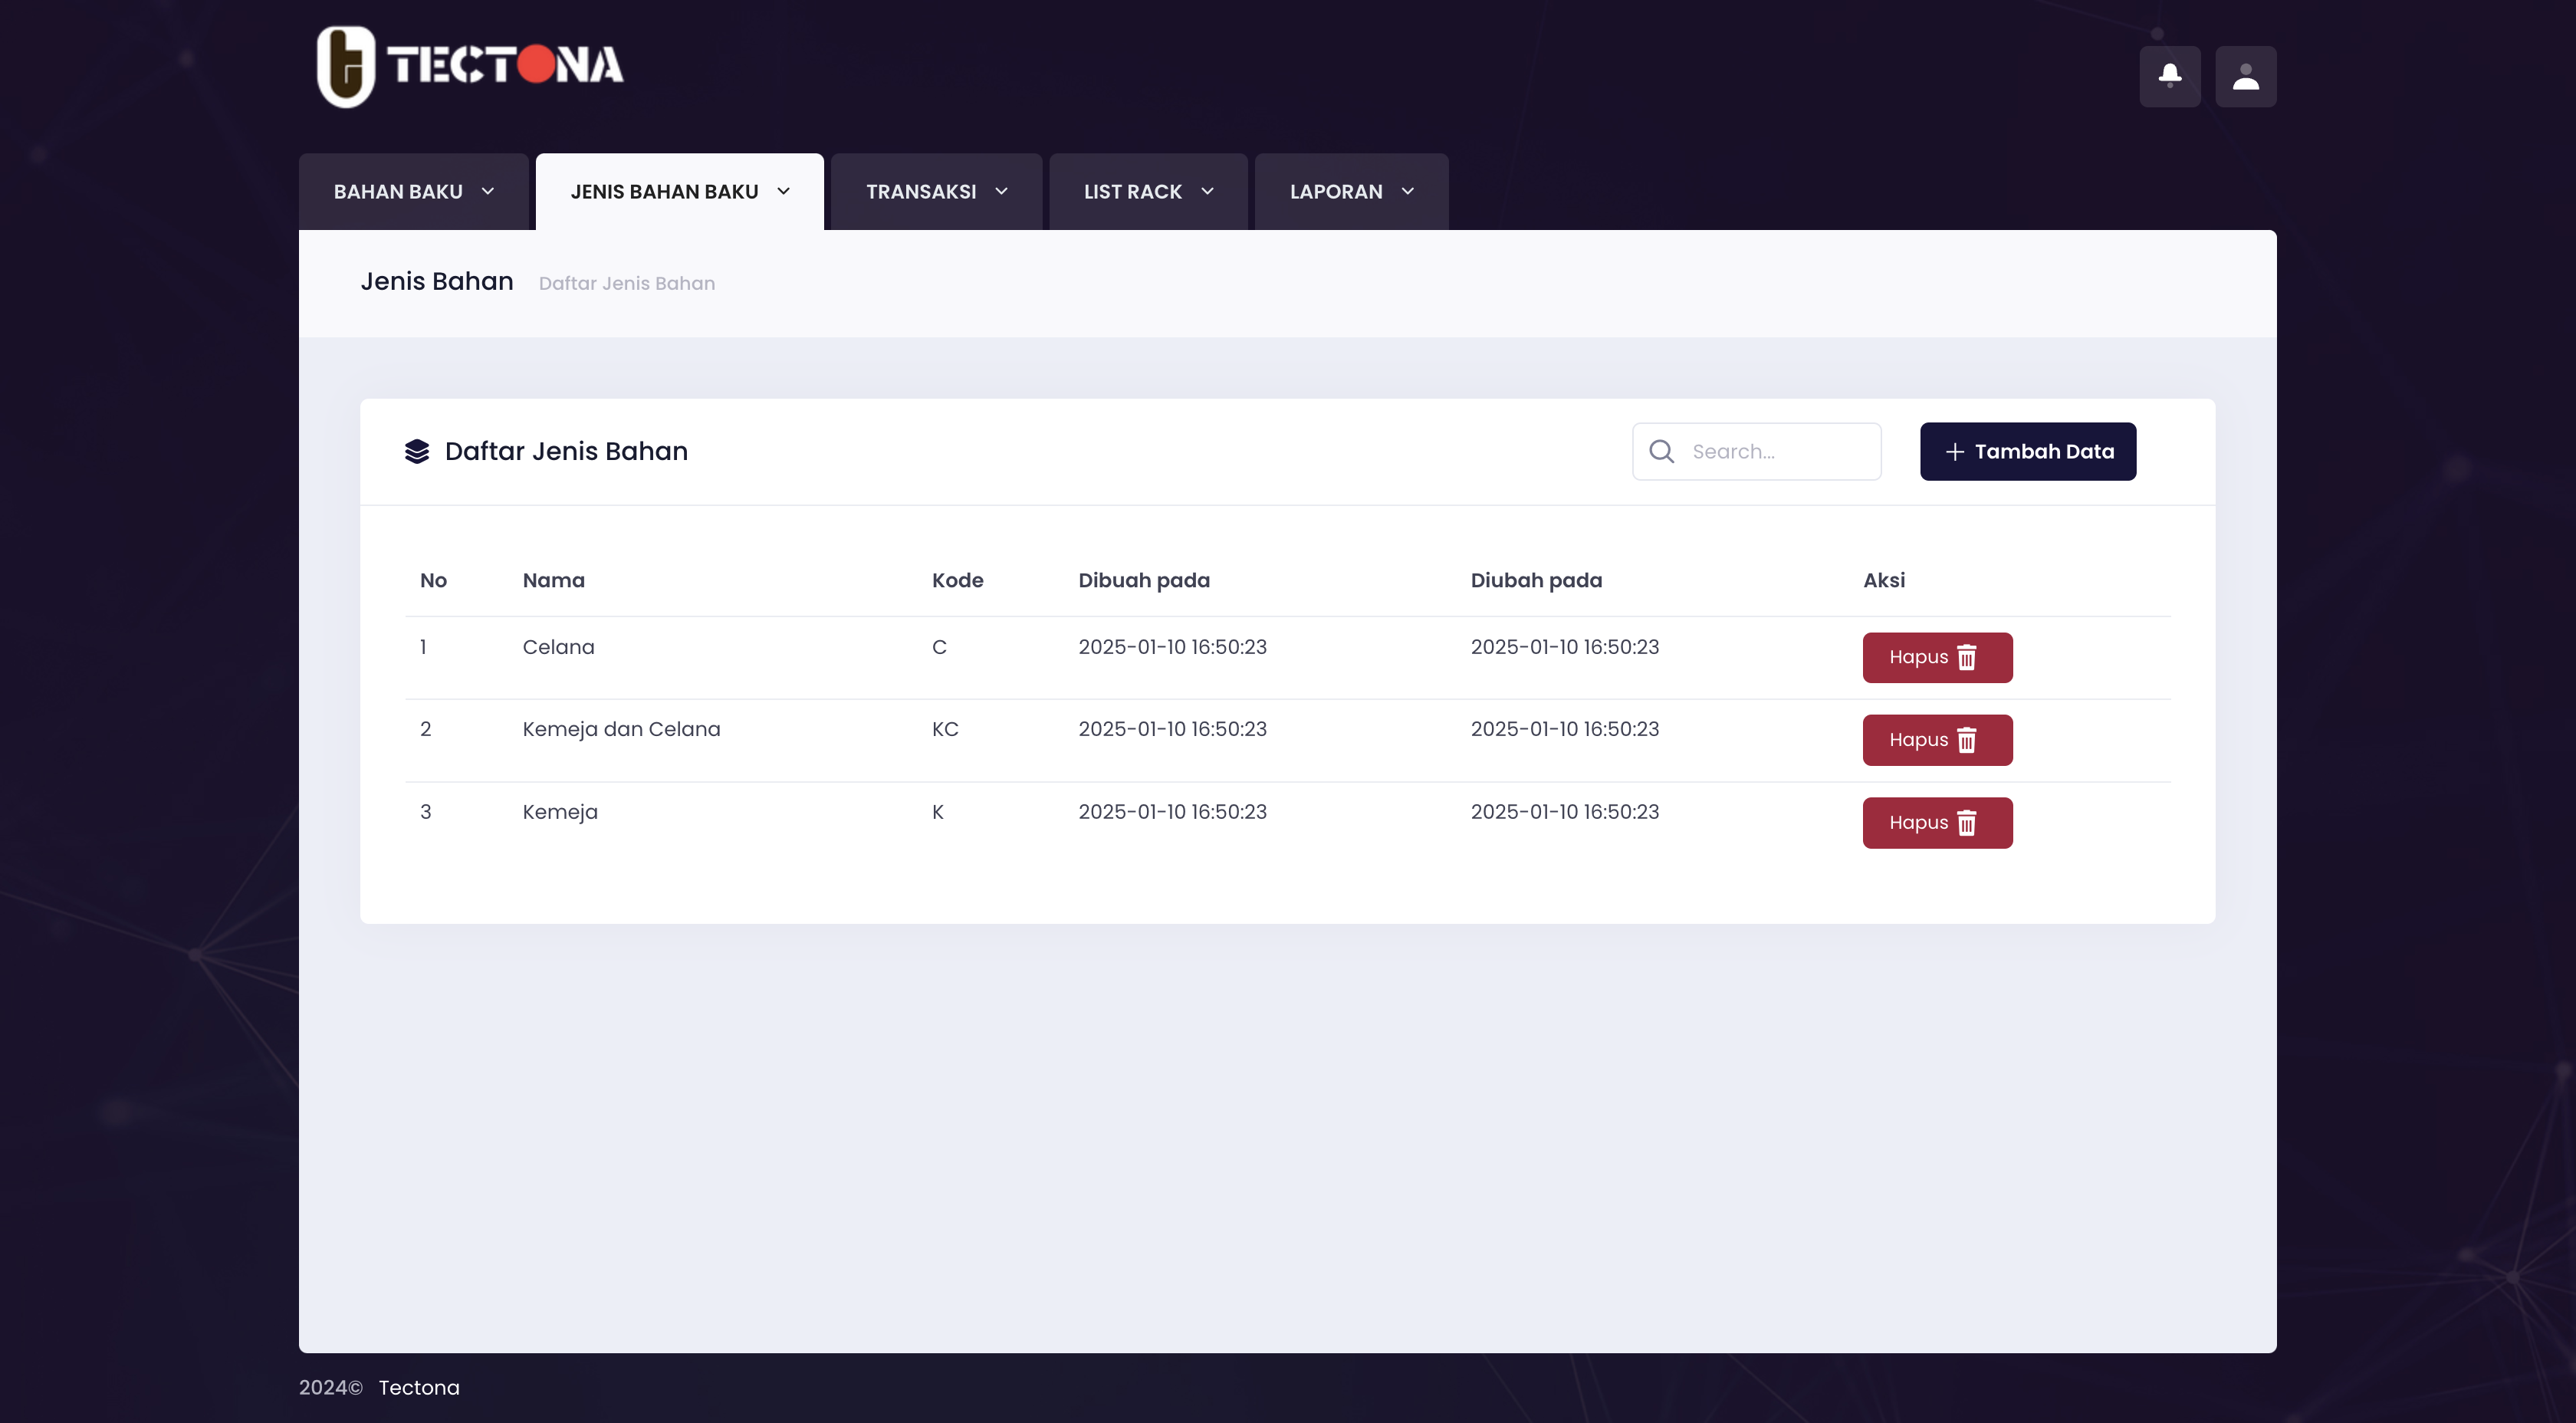 TECTONA
BAHAN BAKU JENIS BAHAN BAKU TRANSAKSI LIST RACK LAPORAN
Jenis Bahan Daftar Jenis Bahan
Daftar Jenis Bahan Search... Tambah Data
No Nama Kode Dibuah pada Diubah pada Aksi
1 Celana C 2025-01-10 16:50:23 2025-01-10 16:50:23 Hapus
2 Kemeja dan Celana KC 2025-01-10 16:50:23 2025-01-10 16:50:23 Hapus
3 Kemeja K 2025-01-10 16:50:23 2025-01-10 16:50:23 Hapus
2024© Tectona